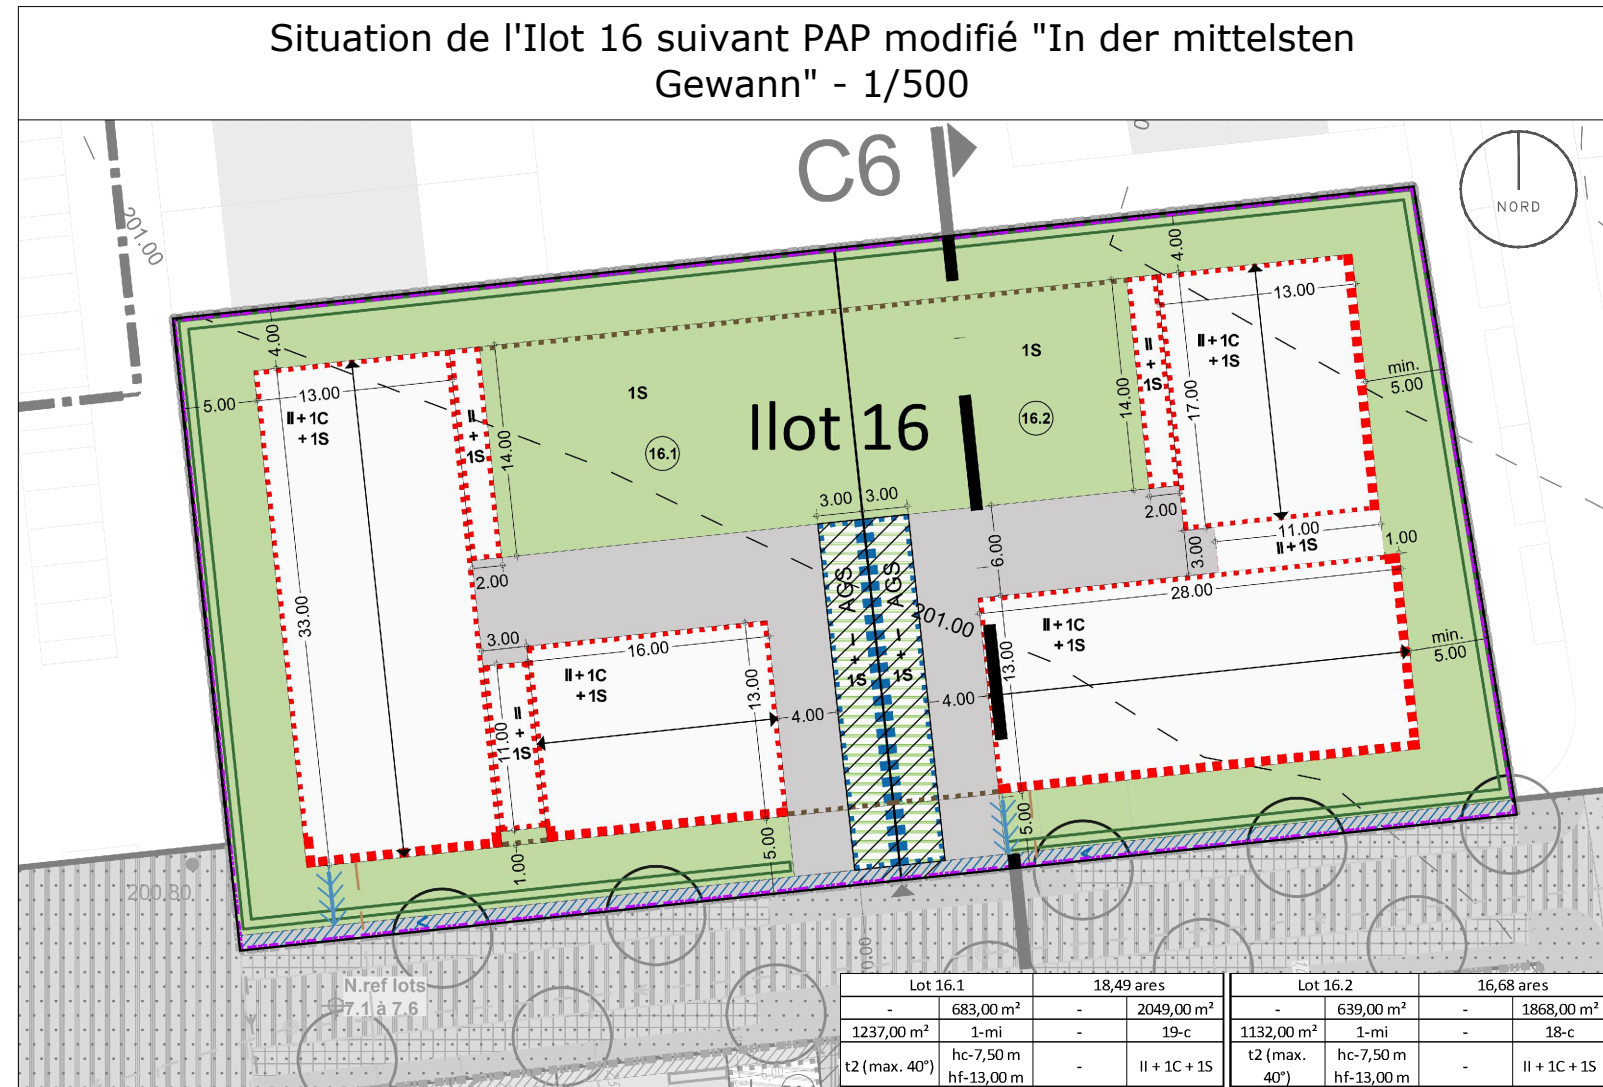 Situation de l'Ilot 16 suivant PAP modifié "In der mittelsten
Gewann" - 1/500
C6
NORD
201.00
4.00
13.00
5.00
II + 1C
+ 1S
II
+
1S
14.00
33.00
2.00
3.00
16.00
II + 1C
+ 1S
13.00
II
+
1S
11.00
1.00
5.00
4.00
1S
16.1
Ilot 16
1S
16.2
3.00
3.00
AGS
I
+
1S
AGS
I
+
1S
4.00
6.00
201.00
14.00
II
+
1S
2.00
4.00
13.00
II + 1C
+ 1S
17.00
min.
5.00
3.00
11.00
II + 1S
1.00
28.00
II + 1C
+ 1S
13.00
min.
5.00
5.00
200.80
N.ref lots
7.1 à 7.6
Lot 16.1 18,49 ares
- 683,00 m² - 2049,00 m²
1237,00 m² 1-mi - 19-c
t2 (max. 40°) hc-7,50 m
hf-13,00 m - II + 1C + 1S
Lot 16.2 16,68 ares
- 639,00 m² - 1868,00 m²
1132,00 m² 1-mi - 18-c
t2 (max.
40°) hc-7,50 m
hf-13,00 m - II + 1C + 1S